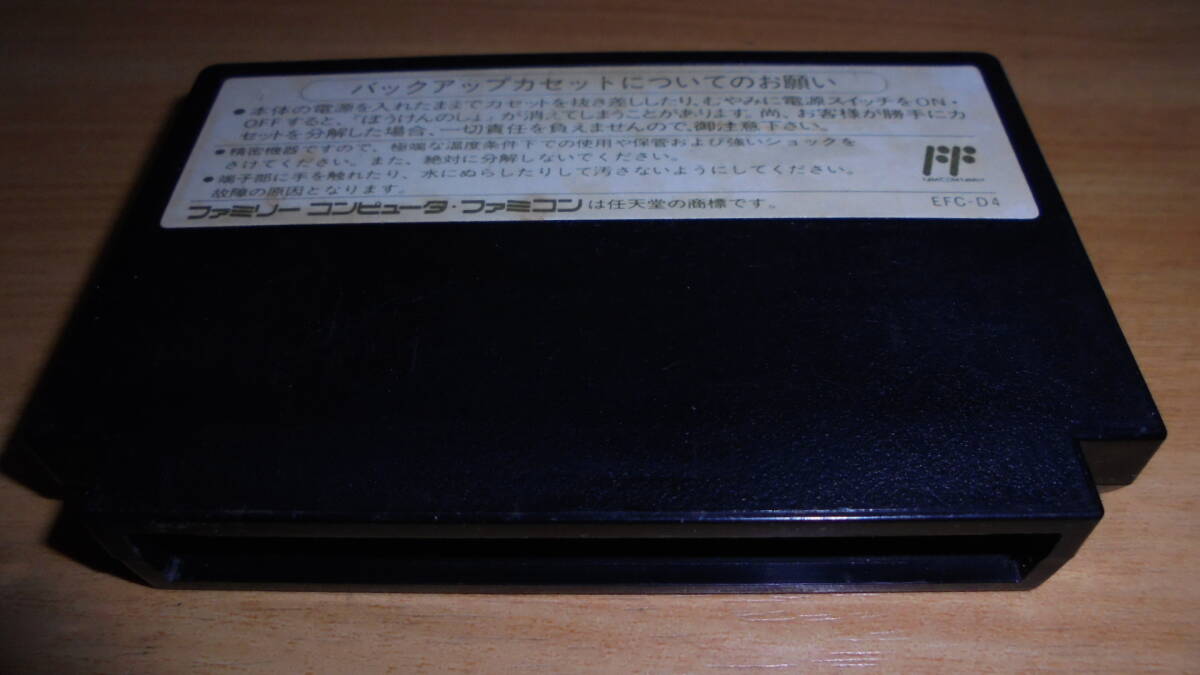 バックアップカセットについてのお願い
●本体の電源を入れたままでカセットを抜き差ししたり、むやみに電源スイッチをON・
OFFすると、『ぼうけんのしょ』が消えてしまうことがあります。尚、お客様が勝手にカ
セットを分解した場合、一切責任を負えませんので、御注意下さい。
●精密機器ですので、極端な温度条件下での使用や保管および強いショックを
さけてください。また、絶対に分解しないでください。
●端子部に手を触れたり、水にぬらしたりして汚さないようにしてください。
故障の原因となります。
ファミリー コンピュータ・ファミコンは任天堂の商標です。
FF
FAMICOM FAMILY
EFC-D4